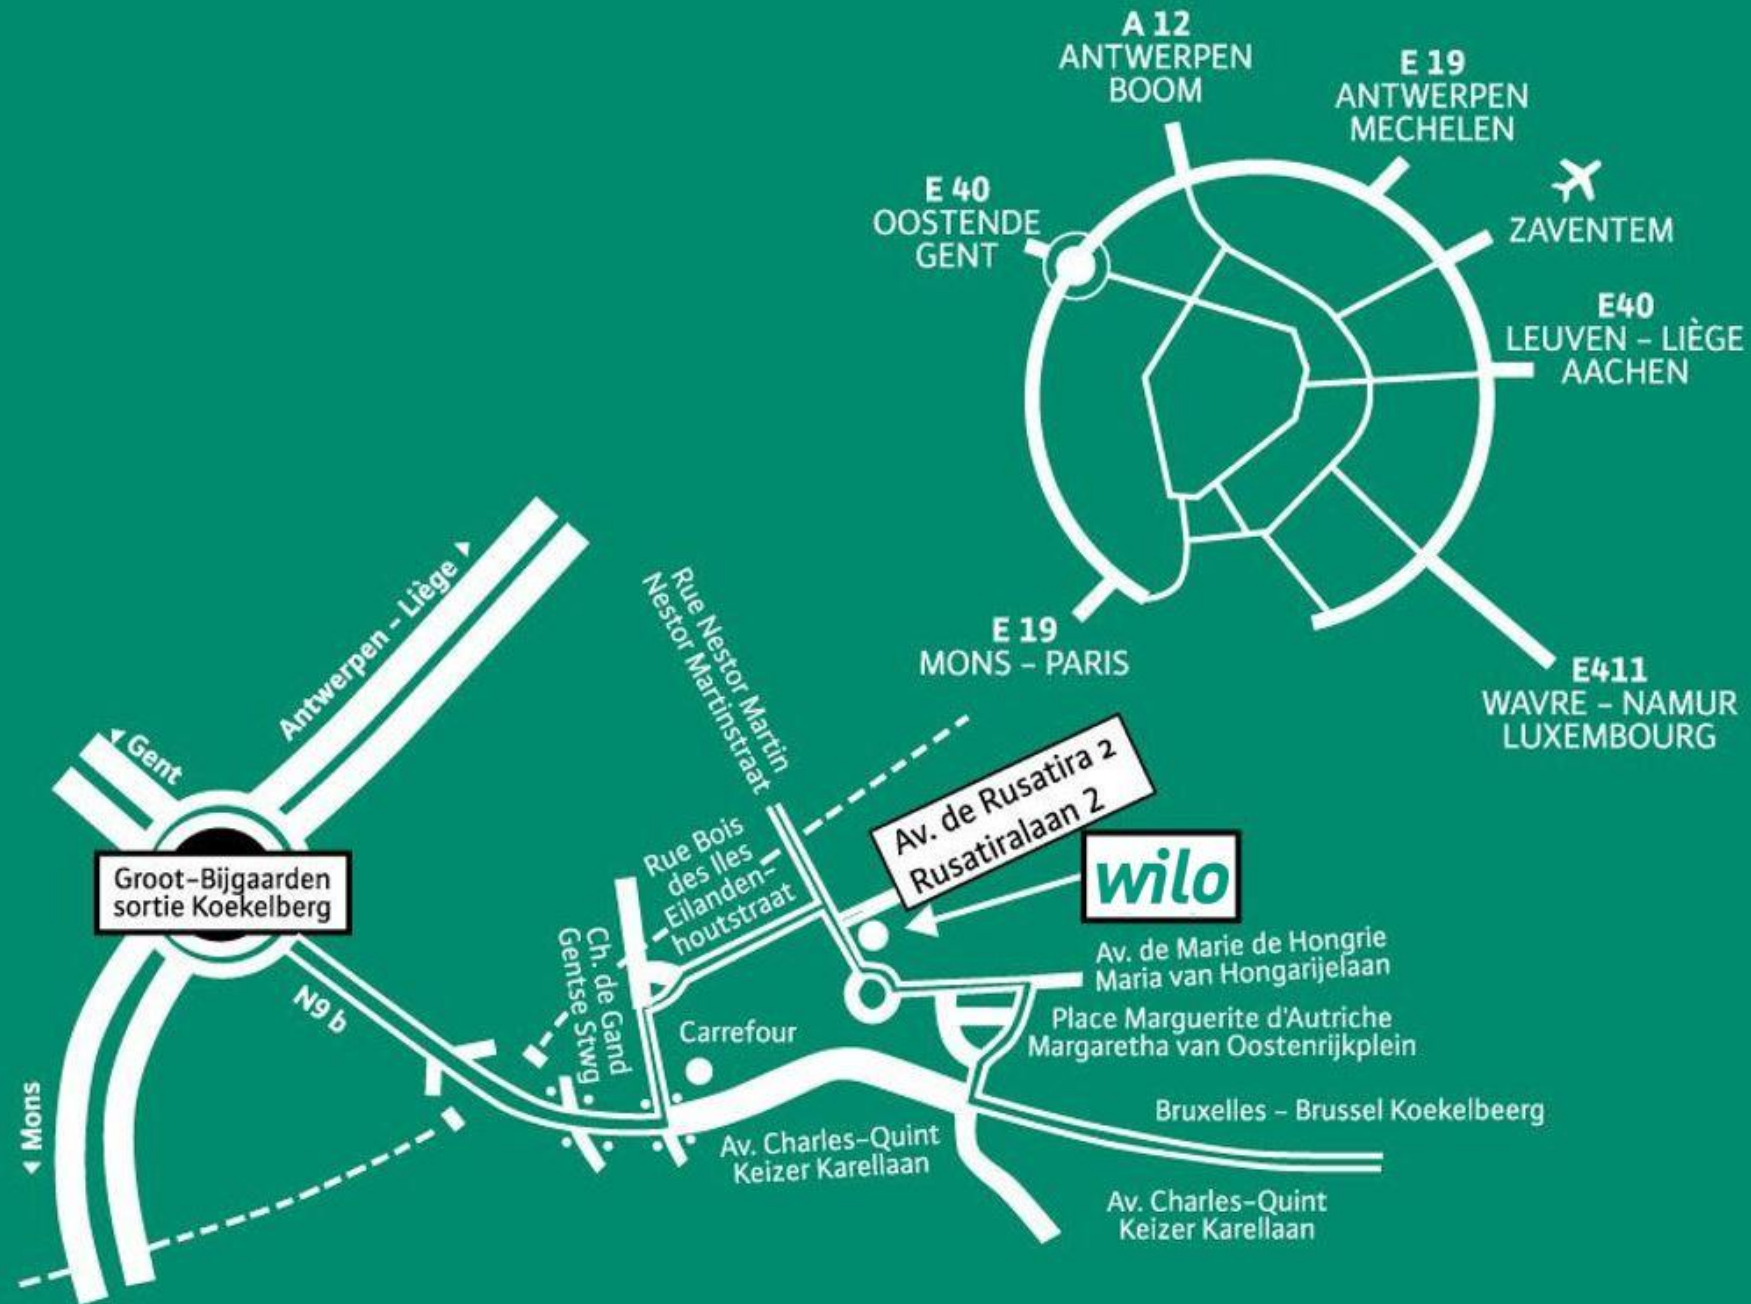 A 12
ANTWERPEN
BOOM
E 19
ANTWERPEN
MECHELEN
E 40
OOSTENDE
GENT
ZAVENTEM
E40
LEUVEN – LIÈGE
AACHEN
E 19
MONS – PARIS
E411
WAVRE – NAMUR
LUXEMBOURG
Antwerpen – Liège
Gent
Groot-Bijgaarden
sortie Koekelberg
Mons
N9 b
Rue Nestor Martin
Nestor Martinstraat
Rue Bois
des Iles
Eilanden-
houtstraat
Ch. de Gand
Gentse Stwg
Av. de Rusatira 2
Rusatiralaan 2
wilo
Av. de Marie de Hongrie
Maria van Hongarijelaan
Place Marguerite d'Autriche
Margaretha van Oostenrijkplein
Carrefour
Av. Charles-Quint
Keizer Karellaan
Bruxelles – Brussel Koekelbeerg
Av. Charles-Quint
Keizer Karellaan